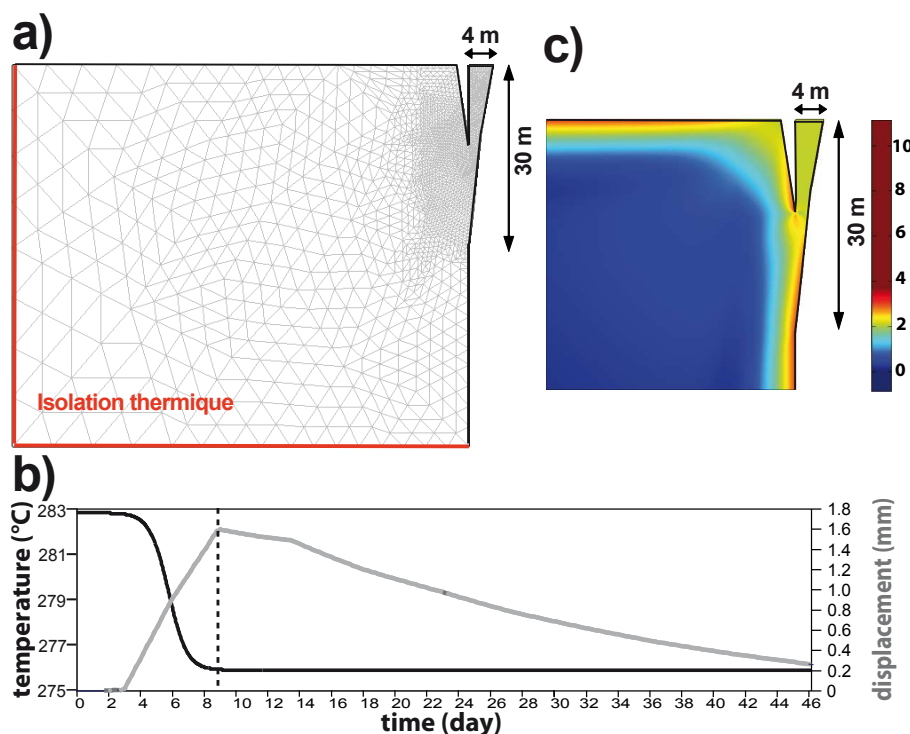 a)
4 m
30 m
Isolation thermique
c)
4 m
30 m
10
8
6
4
2
0
b)
temperature (°C)
283
281
279
277
275
0 2 4 6 8 10 12 14 16 18 20 22 24 26 28 30 32 34 36 38 40 42 44 46
time (day)
1.8
1.6
1.4
1.2
1.0
0.8
0.6
0.4
0.2
0
displacement (mm)